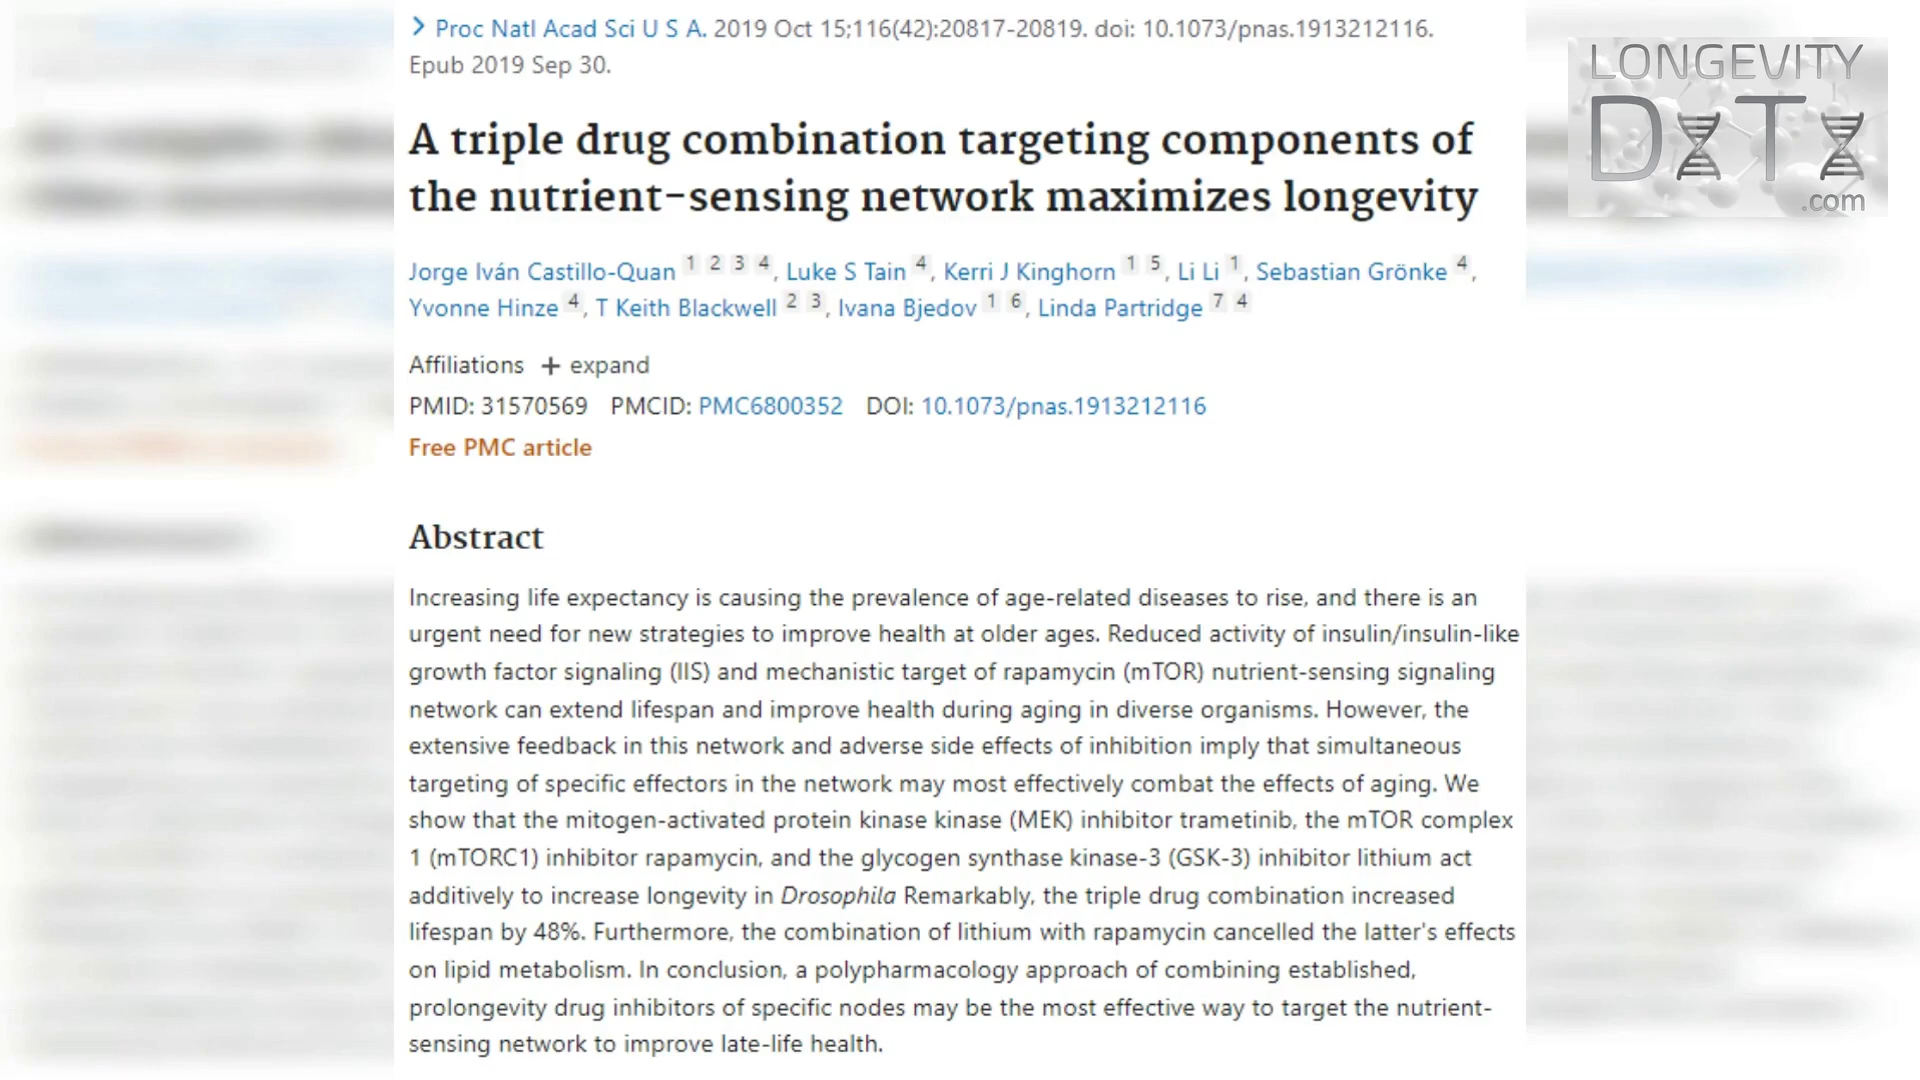 > Proc Natl Acad Sci U S A. 2019 Oct 15;116(42):20817-20819. doi: 10.1073/pnas.1913212116.
Epub 2019 Sep 30.
A triple drug combination targeting components of
the nutrient-sensing network maximizes longevity
Jorge Iván Castillo-Quan 1 2 3 4, Luke S Tain 4, Kerri J Kinghorn 1 5, Li Li 1, Sebastian Grönke 4,
Yvonne Hinze 4, T Keith Blackwell 2 3, Ivana Bjedov 1 6, Linda Partridge 7 4
Affiliations + expand
PMID: 31570569 PMCID: PMC6800352 DOI: 10.1073/pnas.1913212116
Free PMC article
Abstract
Increasing life expectancy is causing the prevalence of age-related diseases to rise, and there is an
urgent need for new strategies to improve health at older ages. Reduced activity of insulin/insulin-like
growth factor signaling (IIS) and mechanistic target of rapamycin (mTOR) nutrient-sensing signaling
network can extend lifespan and improve health during aging in diverse organisms. However, the
extensive feedback in this network and adverse side effects of inhibition imply that simultaneous
targeting of specific effectors in the network may most effectively combat the effects of aging. We
show that the mitogen-activated protein kinase kinase (MEK) inhibitor trametinib, the mTOR complex
1 (mTORC1) inhibitor rapamycin, and the glycogen synthase kinase-3 (GSK-3) inhibitor lithium act
additively to increase longevity in Drosophila Remarkably, the triple drug combination increased
lifespan by 48%. Furthermore, the combination of lithium with rapamycin cancelled the latter's effects
on lipid metabolism. In conclusion, a polypharmacology approach of combining established,
prolongevity drug inhibitors of specific nodes may be the most effective way to target the nutrient-
sensing network to improve late-life health.
LONGEVITY
DATA
.com